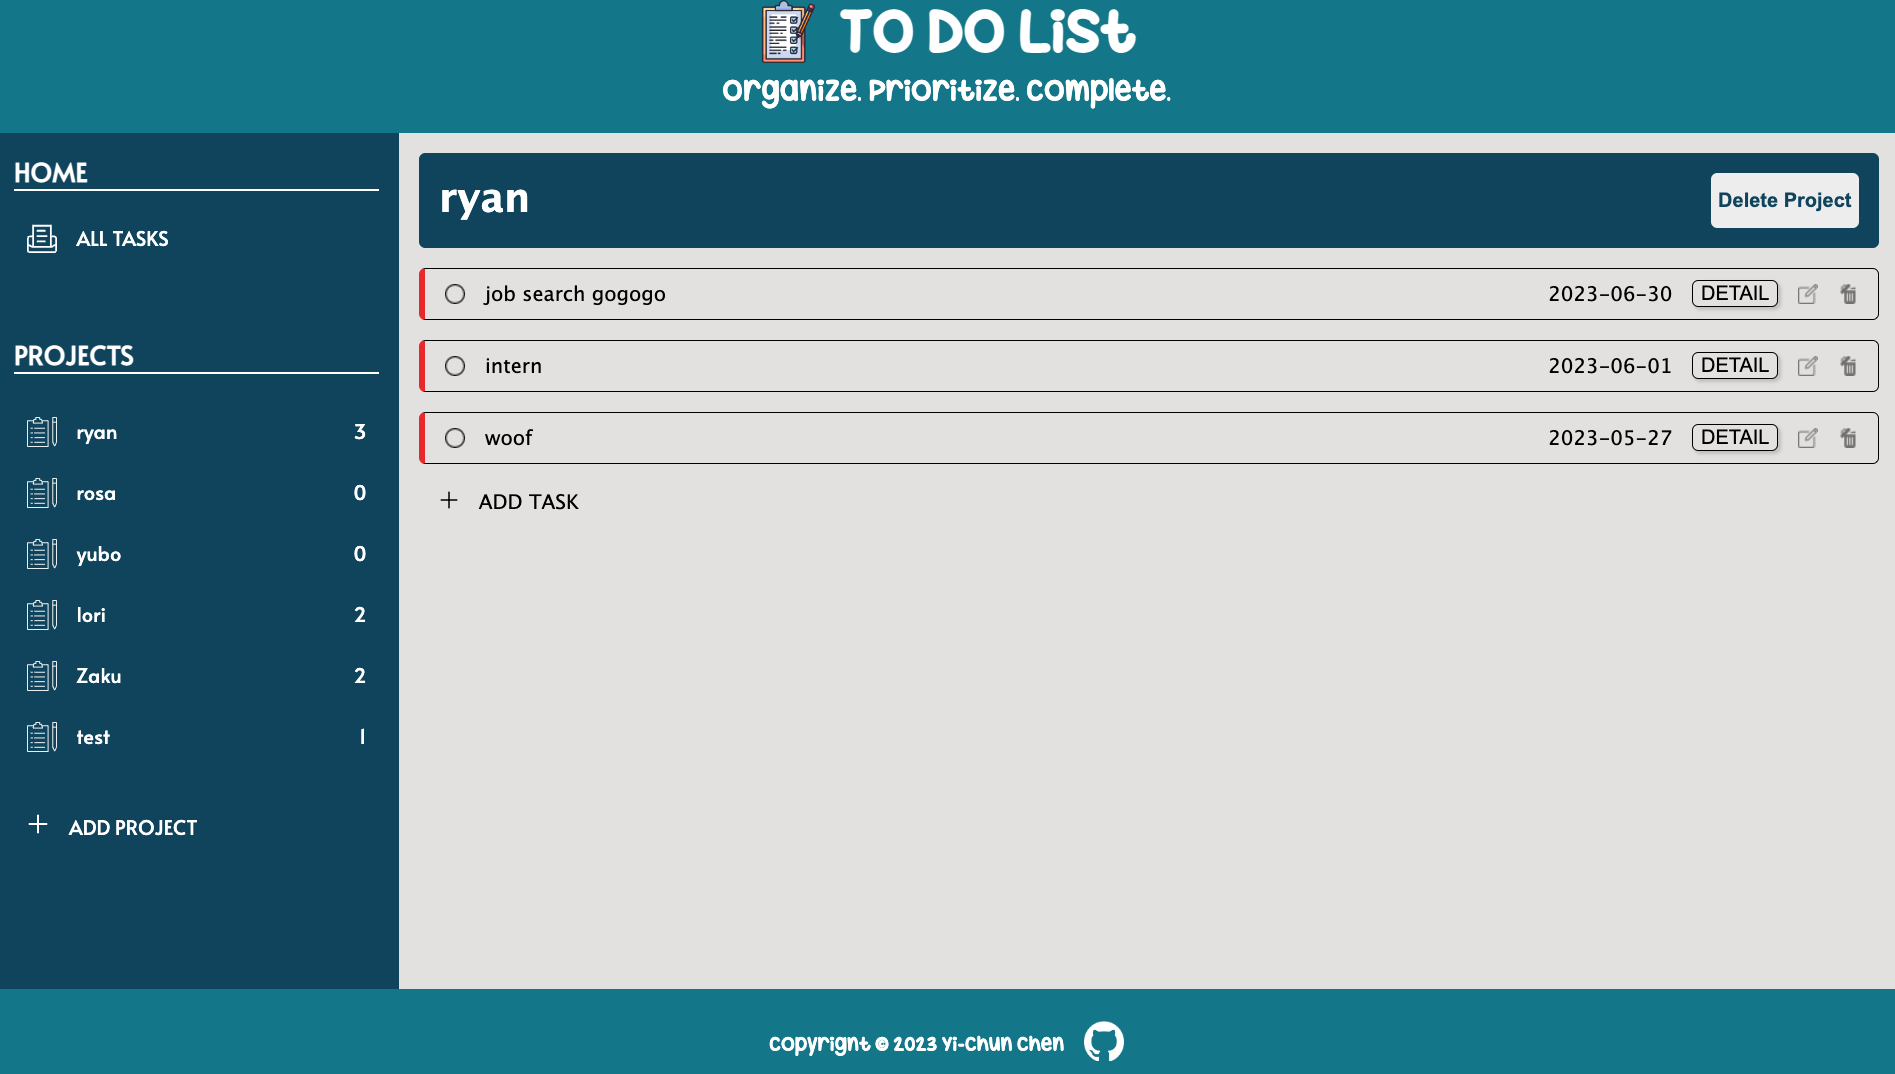 TO DO LiSt
organize. Prioritize. Complete.
HOME
ALL TASKS
PROJECTS
ryan 3
rosa 0
yubo 0
lori 2
Zaku 2
test 1
ADD PROJECT
ryan
Delete Project
job search gogogo 2023-06-30 DETAIL
intern 2023-06-01 DETAIL
woof 2023-05-27 DETAIL
ADD TASK
Copyrignt © 2023 Yi-Chun Chen